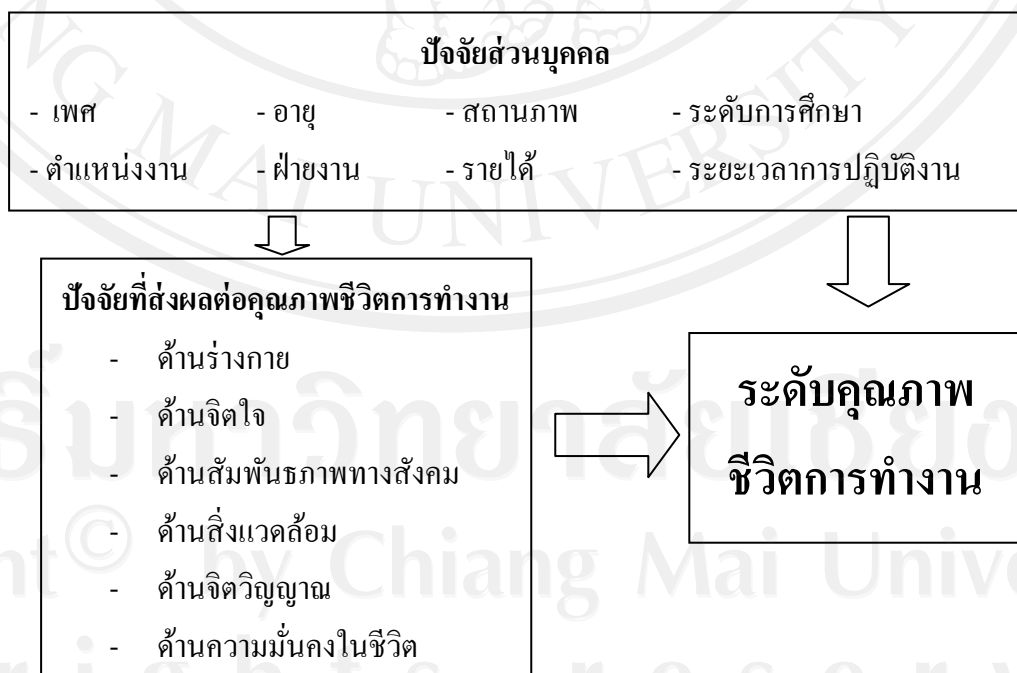 ปัจจัยส่วนบุคคล
- เพศ - อายุ - สถานภาพ - ระดับการศึกษา
- ตำแหน่งงาน - ฝ่ายงาน - รายได้ - ระยะเวลาการปฏิบัติงาน
ปัจจัยที่ส่งผลต่อคุณภาพชีวิตการทำงาน
- ด้านร่างกาย
- ด้านจิตใจ
- ด้านสัมพันธภาพทางสังคม
- ด้านสิ่งแวดล้อม
- ด้านจิตวิญญาณ
- ด้านความมั่นคงในชีวิต
ระดับคุณภาพ
ชีวิตการทำงาน
MAI UNIVERSITY
© by Chiang Mai